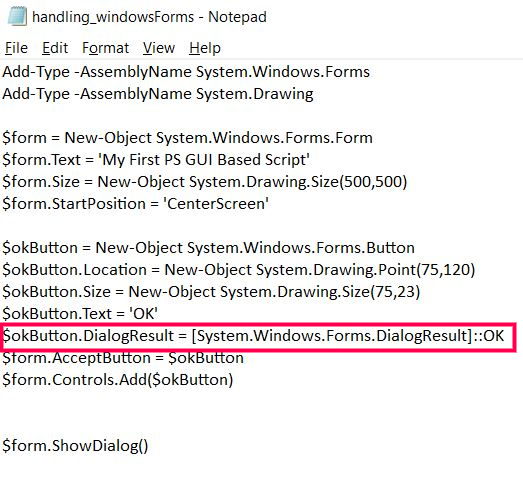 handling_windowsForms - Notepad
File Edit Format View Help
Add-Type -AssemblyName System.Windows.Forms
Add-Type -AssemblyName System.Drawing
$form = New-Object System.Windows.Forms.Form
$form.Text = 'My First PS GUI Based Script'
$form.Size = New-Object System.Drawing.Size(500,500)
$form.StartPosition = 'CenterScreen'
$okButton = New-Object System.Windows.Forms.Button
$okButton.Location = New-Object System.Drawing.Point(75,120)
$okButton.Size = New-Object System.Drawing.Size(75,23)
$okButton.Text = 'OK'
$okButton.DialogResult = [System.Windows.Forms.DialogResult]::OK
$form.AcceptButton = $okButton
$form.Controls.Add($okButton)
$form.ShowDialog()